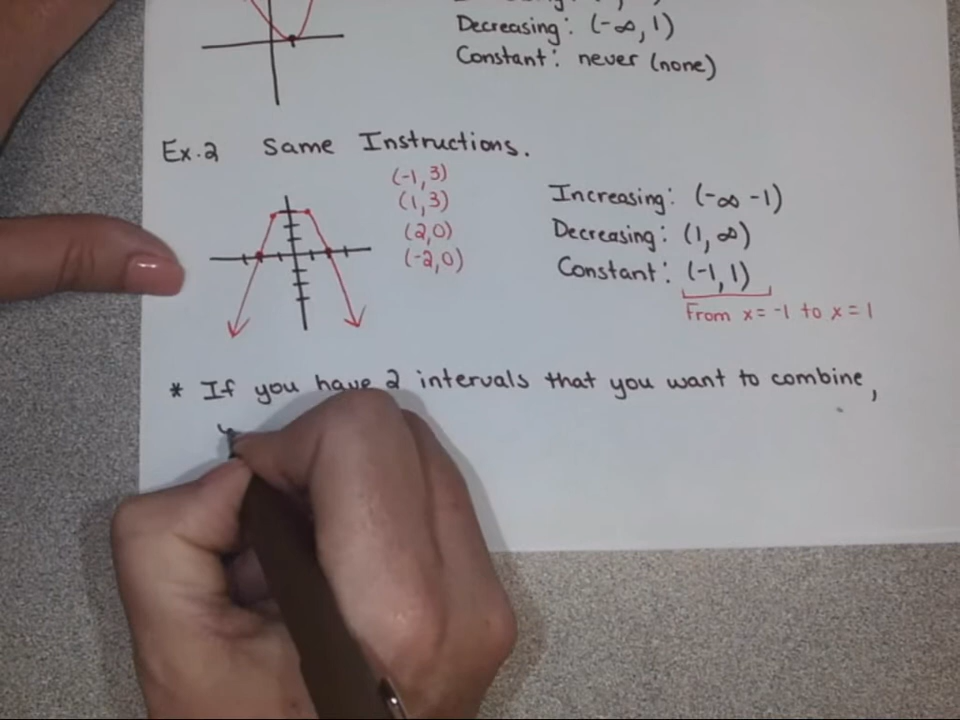 Decreasing: (-∞, 1)
Constant: never (none)
Ex.2 Same Instructions.
(-1, 3)
(1, 3)
(2,0)
(-2,0)
Increasing: (-∞ -1)
Decreasing: (1, ∞)
Constant: (-1, 1)
From x = -1 to x = 1
* If you have 2 intervals that you want to combine,